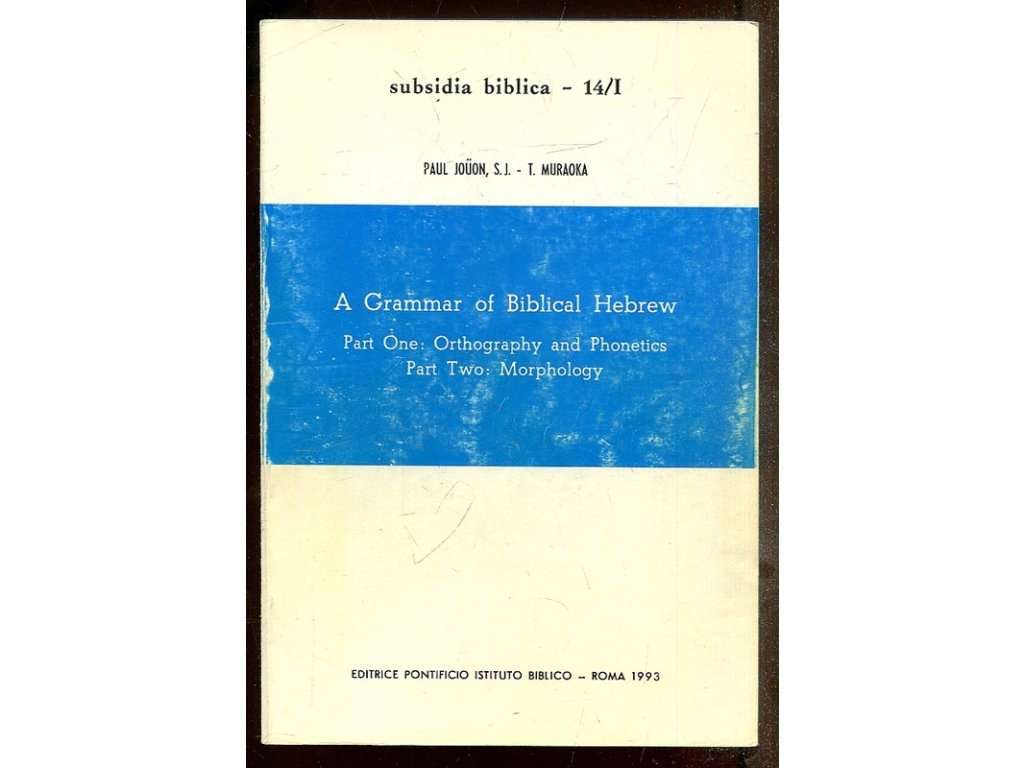 subsidia biblica – 14/I
PAUL JOÜON, S.J. - T. MURAOKA
A Grammar of Biblical Hebrew
Part One: Orthography and Phonetics
Part Two: Morphology
EDITRICE PONTIFICIO ISTITUTO BIBLICO – ROMA 1993